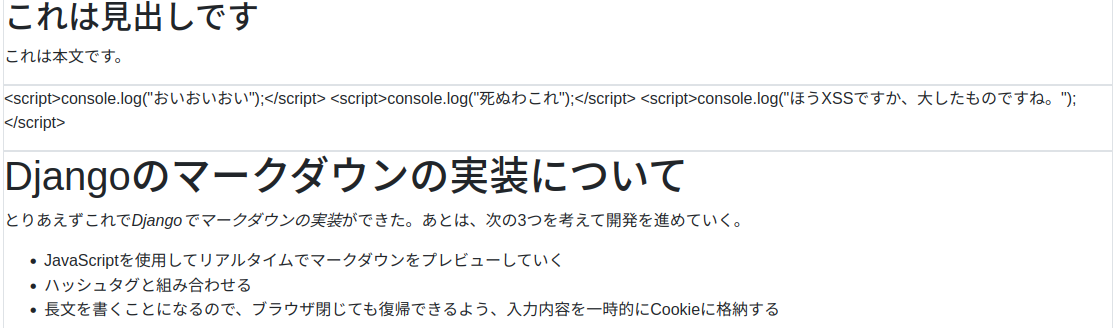 これは見出しです
これは本文です。
<script>console.log("おいおいおい");</script> <script>console.log("死ぬわこれ");</script> <script>console.log("ほうXSSですか、大したものですね。");
</script>
Djangoのマークダウンの実装について
とりあえずこれでDjangoでマークダウンの実装ができた。あとは、次の3つを考えて開発を進めていく。
• JavaScriptを使用してリアルタイムでマークダウンをプレビューしていく
• ハッシュタグと組み合わせる
• 長文を書くことになるので、ブラウザ閉じても復帰できるよう、入力内容を一時的にCookieに格納する